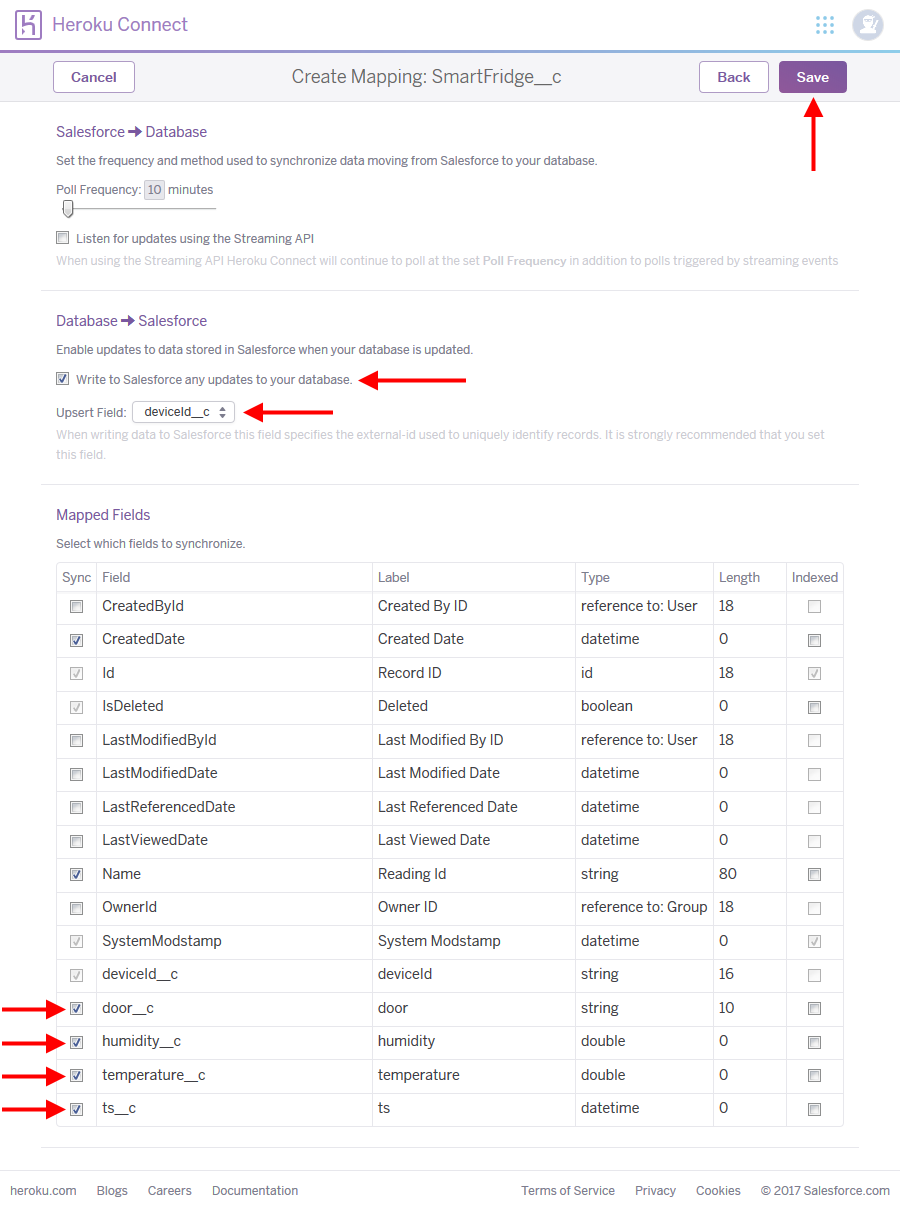 Heroku Connect
Cancel
Create Mapping: SmartFridge__c
Back
Save
Salesforce ➔ Database
Set the frequency and method used to synchronize data moving from Salesforce to your database.
Poll Frequency: 10 minutes
Listen for updates using the Streaming API
When using the Streaming API Heroku Connect will continue to poll at the set Poll Frequency in addition to polls triggered by streaming events
Database ➔ Salesforce
Enable updates to data stored in Salesforce when your database is updated.
Write to Salesforce any updates to your database.
Upsert Field: deviceId__c
When writing data to Salesforce this field specifies the external-id used to uniquely identify records. It is strongly recommended that you set
this field.
Mapped Fields
Select which fields to synchronize.
Sync Field Label Type Length Indexed
CreatedById Created By ID reference to: User 18
CreatedDate Created Date datetime 0
Id Record ID id 18
IsDeleted Deleted boolean 0
LastModifiedById Last Modified By ID reference to: User 18
LastModifiedDate Last Modified Date datetime 0
LastReferencedDate Last Referenced Date datetime 0
LastViewedDate Last Viewed Date datetime 0
Name Reading Id string 80
OwnerId Owner ID reference to: Group 18
SystemModstamp System Modstamp datetime 0
deviceId__c deviceId string 16
door__c door string 10
humidity__c humidity double 0
temperature__c temperature double 0
ts__c ts datetime 0
heroku.com Blogs Careers Documentation Terms of Service Privacy Cookies © 2017 Salesforce.com